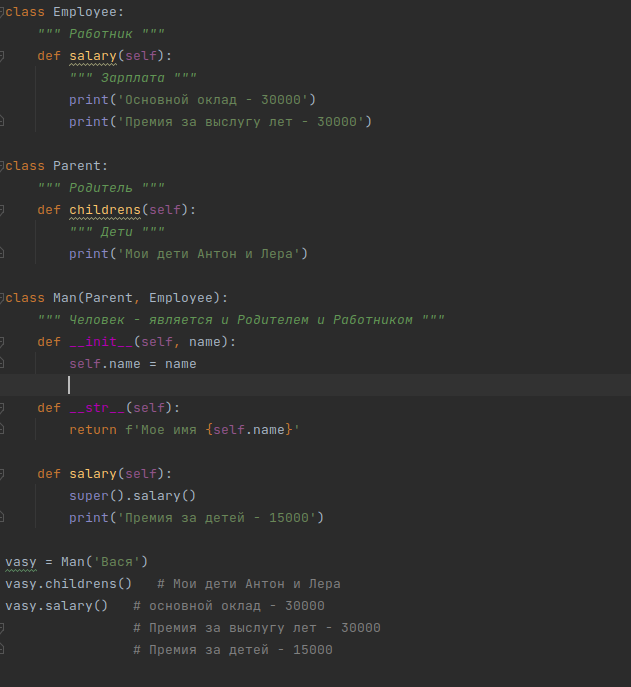 class Employee:
    """ Работник """
    def salary(self):
        """ Зарплата """
        print('Основной оклад - 30000')
        print('Премия за выслугу лет - 30000')

class Parent:
    """ Родитель """
    def childrens(self):
        """ Дети """
        print('Мои дети Антон и Лера')

class Man(Parent, Employee):
    """ Человек - является и Родителем и Работником """
    def __init__(self, name):
        self.name = name

    def __str__(self):
        return f'Мое имя {self.name}'

    def salary(self):
        super().salary()
        print('Премия за детей - 15000')

vasy = Man('Вася')
vasy.childrens()   # Мои дети Антон и Лера
vasy.salary()   # основной оклад - 30000
                # Премия за выслугу лет - 30000
                # Премия за детей - 15000